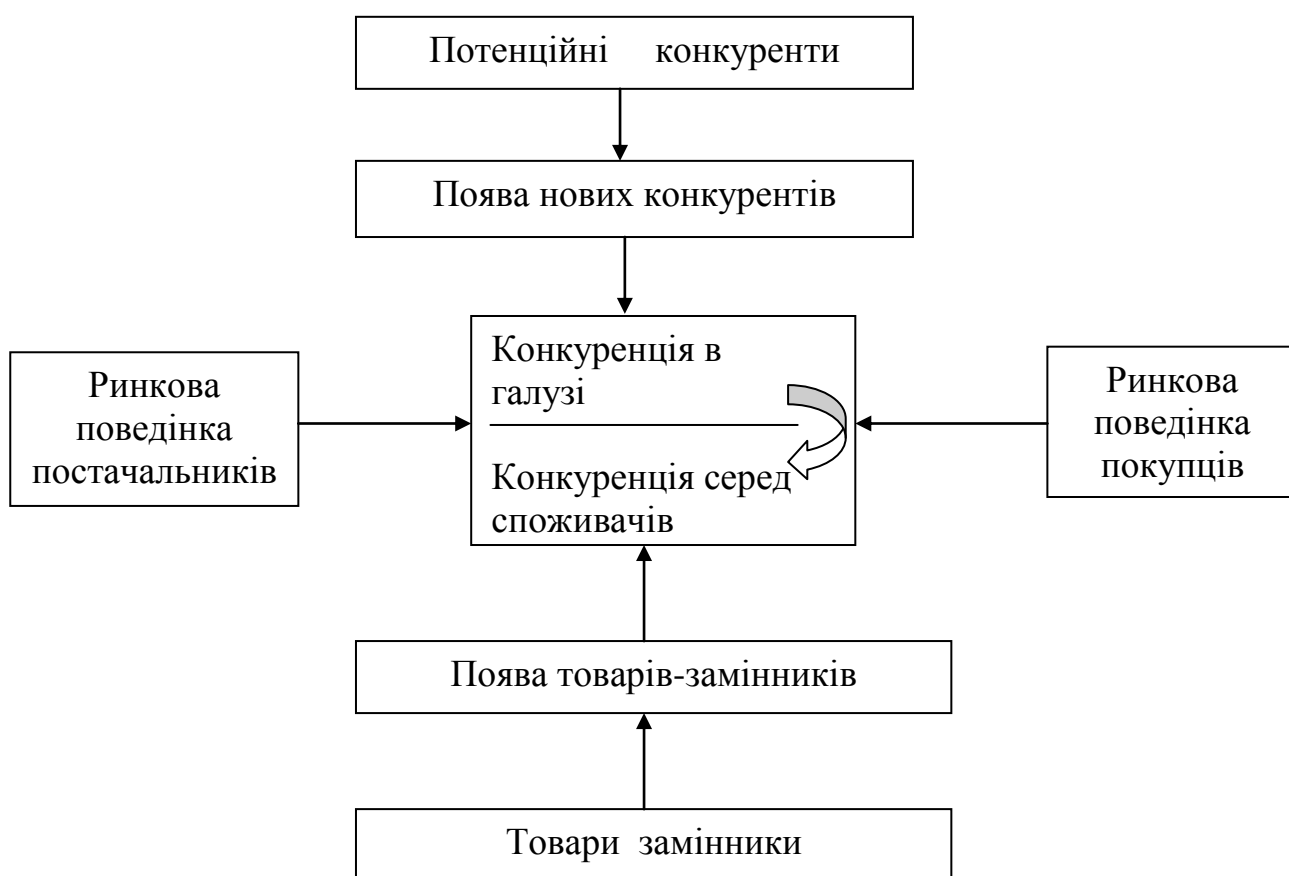 Потенційні конкуренти
Поява нових конкурентів
Конкуренція в
галузі
Конкуренція серед
споживачів
Ринкова
поведінка
постачальників
Ринкова
поведінка
покупців
Поява товарів-замінників
Товари замінники